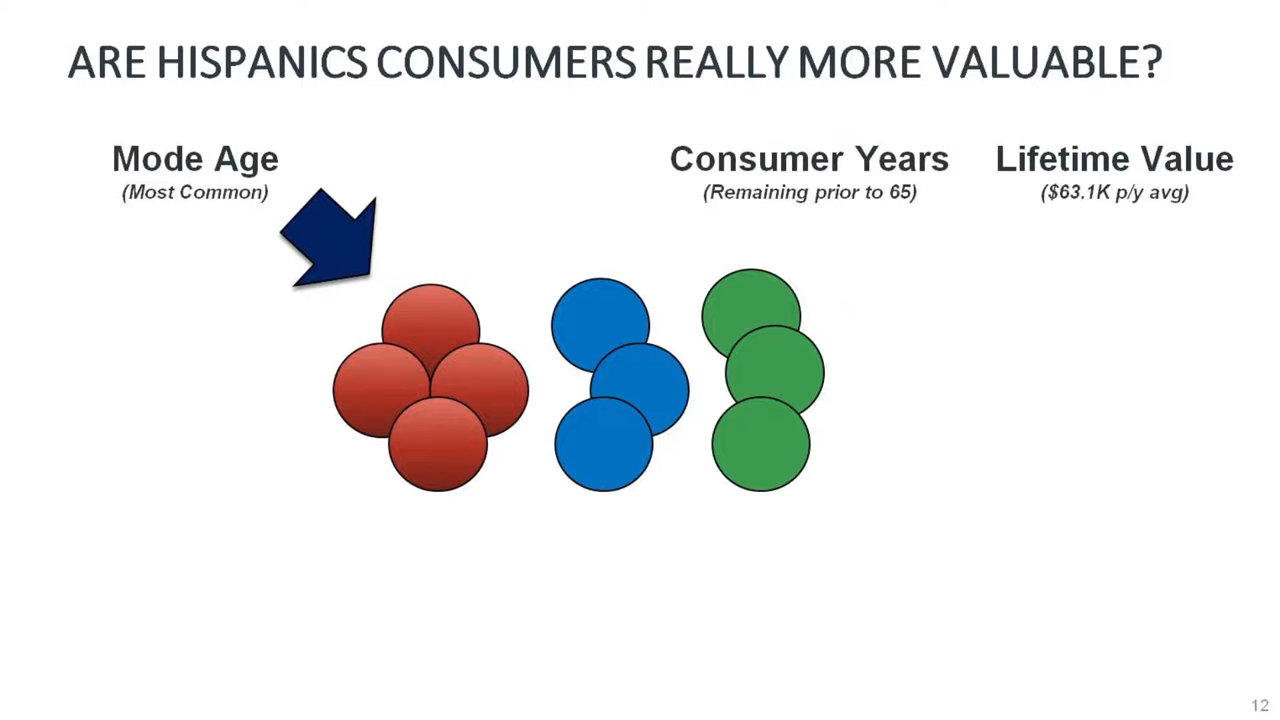 ARE HISPANICS CONSUMERS REALLY MORE VALUABLE?
Mode Age
(Most Common)
Consumer Years
(Remaining prior to 65)
Lifetime Value
($63.1K p/y avg)
12